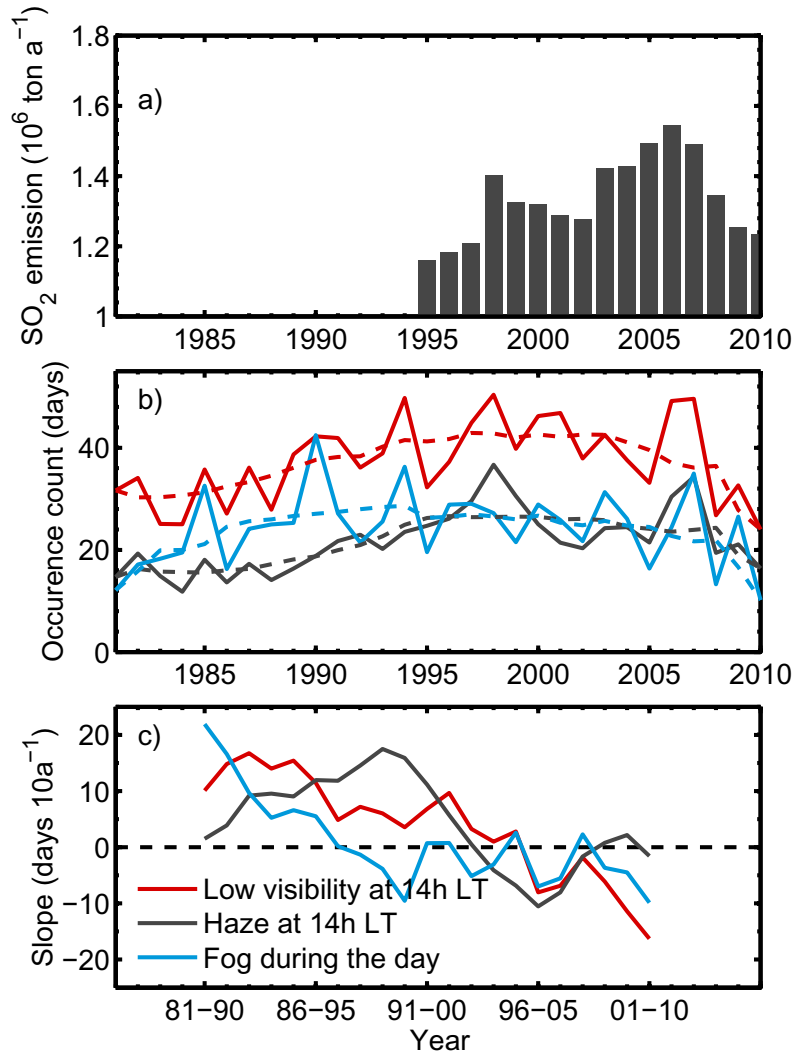 1.8
a)
1.6
1.4
1.2
1
SO2 emission (10^6 ton a^−1)
1985 1990 1995 2000 2005 2010
b)
40
20
0
Occurence count (days)
1985 1990 1995 2000 2005 2010
20
c)
10
0
−10
−20
Slope (days 10a^−1)
Low visibility at 14h LT
Haze at 14h LT
Fog during the day
81−90 86−95 91−00 96−05 01−10
Year